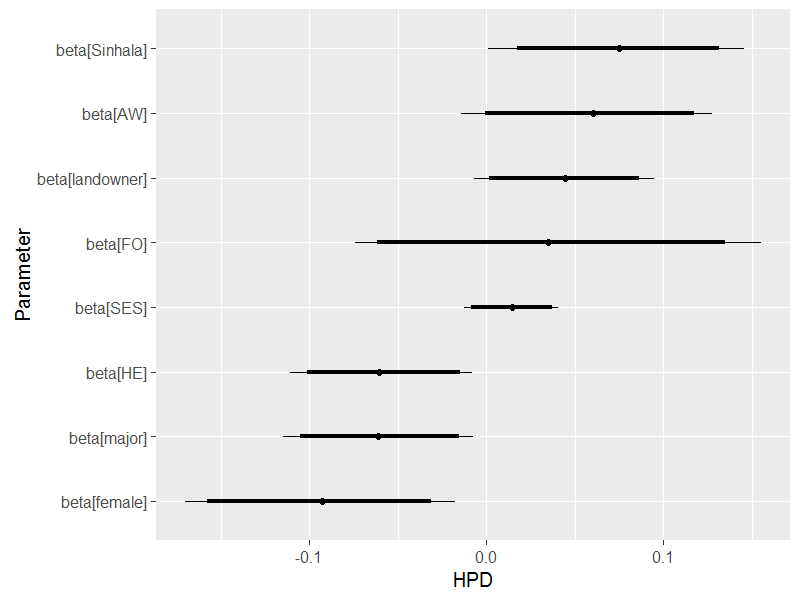 beta[Sinhala]
beta[AW]
beta[landowner]
beta[FO]
beta[SES]
beta[HE]
beta[major]
beta[female]
Parameter
-0.1
0.0
0.1
HPD